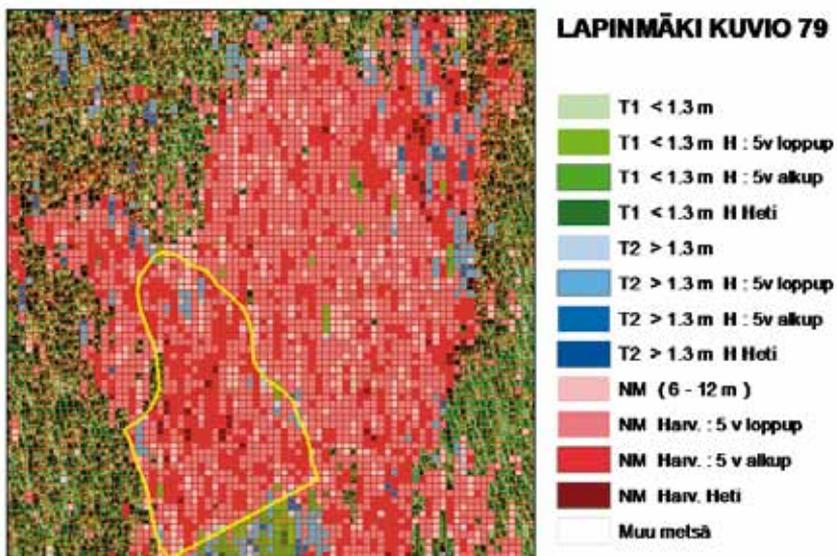 LAPINMÄKI KUVIO 79
T1 < 1.3 m
T1 < 1.3 m H : 5v loppup
T1 < 1.3 m H : 5v alkup
T1 < 1.3 m H Heti
T2 > 1.3 m
T2 > 1.3 m H : 5v loppup
T2 > 1.3 m H : 5v alkup
T2 > 1.3 m H Heti
NM ( 6 - 12 m )
NM Harv. : 5 v loppup
NM Harv. : 5 v alkup
NM Harv. Heti
Muu metsä